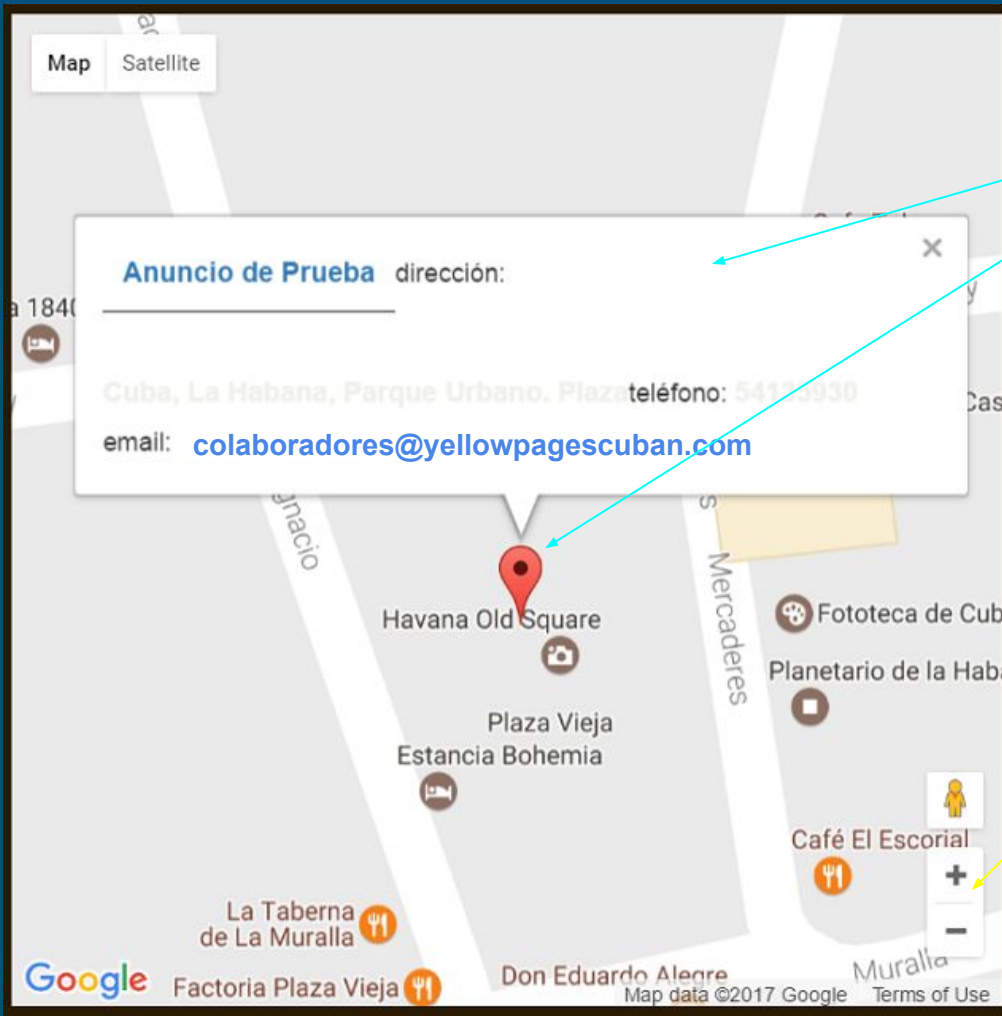 Map Satellite
Anuncio de Prueba dirección:
a 1840
Cuba, La Habana, Parque Urbano. Plaza teléfono: 54135930
email: colaboradores@yellowpagescuban.com
gnacio
Mercaderes
Havana Old Square
Fototeca de Cub
Planetario de la Haba
Plaza Vieja
Estancia Bohemia
Café El Escorial
La Taberna
de La Muralla
Muralla
Google Factoria Plaza Vieja Don Eduardo Alegre
Map data ©2017 Google Terms of Use